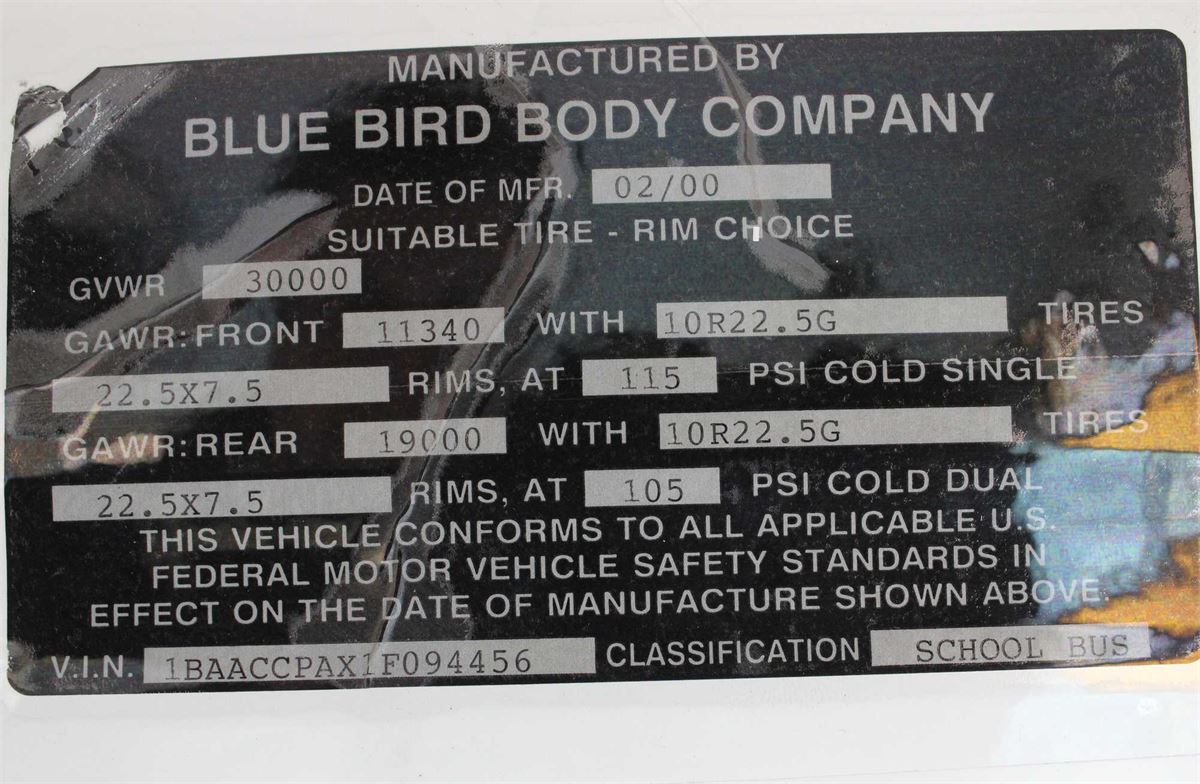 MANUFACTURED BY
BLUE BIRD BODY COMPANY
DATE OF MFR. 02/00
SUITABLE TIRE - RIM CHOICE
GVWR 30000
GAWR: FRONT 11340 WITH 10R22.5G TIRES
22.5X7.5 RIMS, AT 115 PSI COLD SINGLE
GAWR: REAR 19000 WITH 10R22.5G TIRES
22.5X7.5 RIMS, AT 105 PSI COLD DUAL
THIS VEHICLE CONFORMS TO ALL APPLICABLE U.S.
FEDERAL MOTOR VEHICLE SAFETY STANDARDS IN
EFFECT ON THE DATE OF MANUFACTURE SHOWN ABOVE.
V.I.N. 1BAACCPAX1F094456 CLASSIFICATION SCHOOL BUS